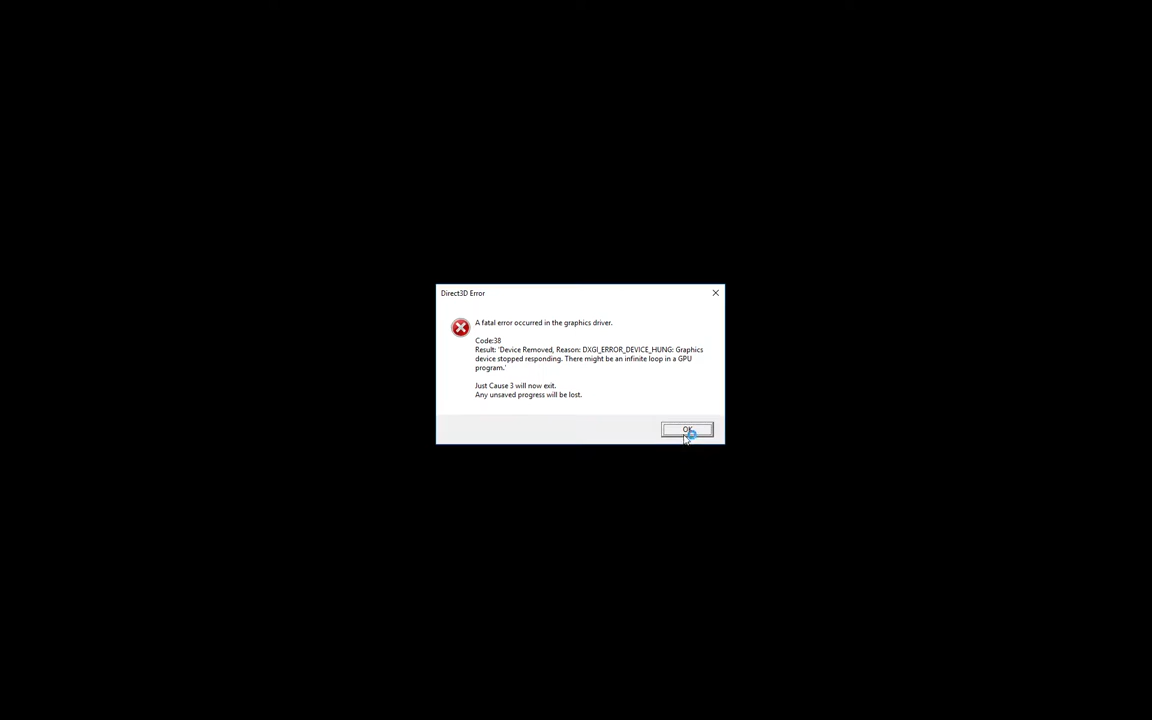 Direct3D Error
A fatal error occurred in the graphics driver.
Code:38
Result: 'Device Removed, Reason: DXGI_ERROR_DEVICE_HUNG: Graphics
device stopped responding. There might be an infinite loop in a GPU
program.'
Just Cause 3 will now exit.
Any unsaved progress will be lost.
OK